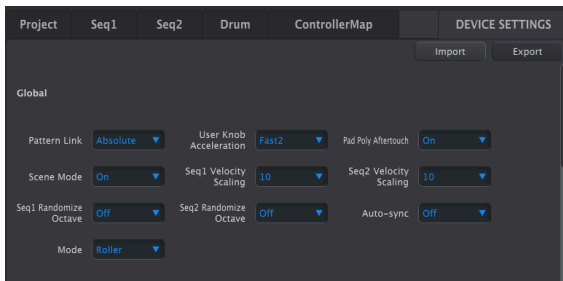 Project Seq1 Seq2 Drum ControllerMap DEVICE SETTINGS
Import Export
Global
Pattern Link Absolute User Knob Acceleration Fast2 Pad Poly Aftertouch On
Scene Mode On Seq1 Velocity Scaling 10 Seq2 Velocity Scaling 10
Seq1 Randomize Octave Off Seq2 Randomize Octave Off Auto-sync Off
Mode Roller